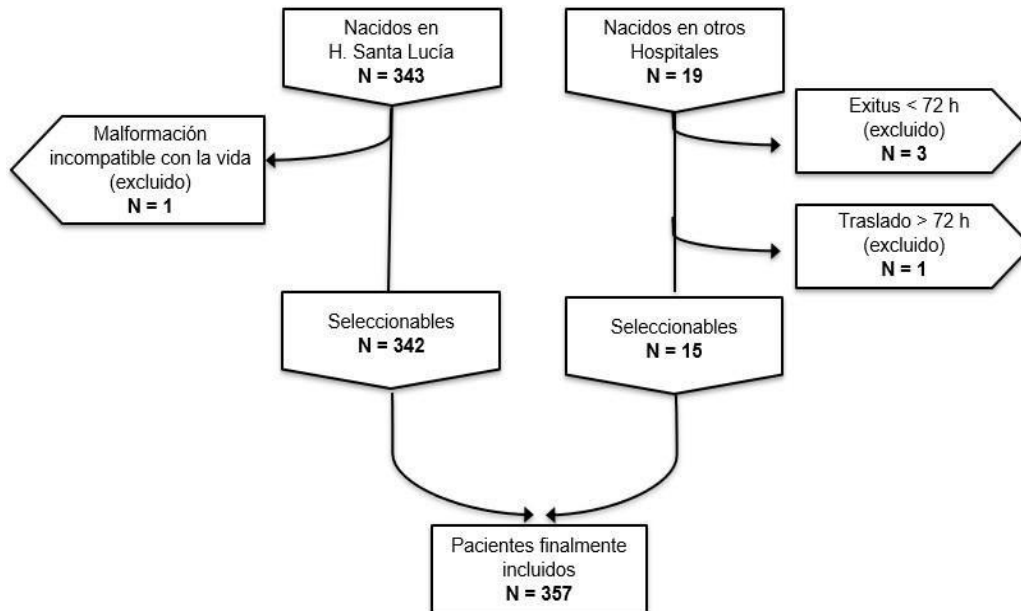 Nacidos en
H. Santa Lucía
N = 343
Nacidos en otros
Hospitales
N = 19
Malformación
incompatible con la vida
(excluido)
N = 1
Exitus < 72 h
(excluido)
N = 3
Traslado > 72 h
(excluido)
N = 1
Seleccionables
N = 342
Seleccionables
N = 15
Pacientes finalmente
incluidos
N = 357